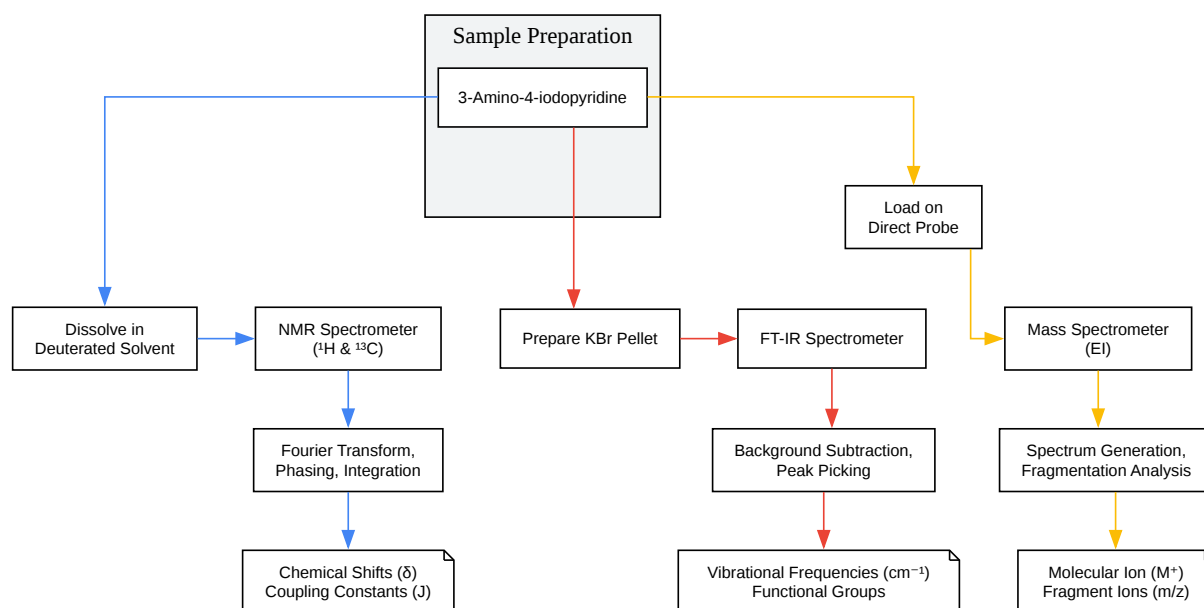 Sample Preparation
3-Amino-4-iodopyridine
Load on
Direct Probe
Dissolve in
Deuterated Solvent
NMR Spectrometer
(¹H & ¹³C)
Prepare KBr Pellet
FT-IR Spectrometer
Mass Spectrometer
(EI)
Fourier Transform,
Phasing, Integration
Background Subtraction,
Peak Picking
Spectrum Generation,
Fragmentation Analysis
Chemical Shifts (δ)
Coupling Constants (J)
Vibrational Frequencies (cm⁻¹)
Functional Groups
Molecular Ion (M⁺)
Fragment Ions (m/z)